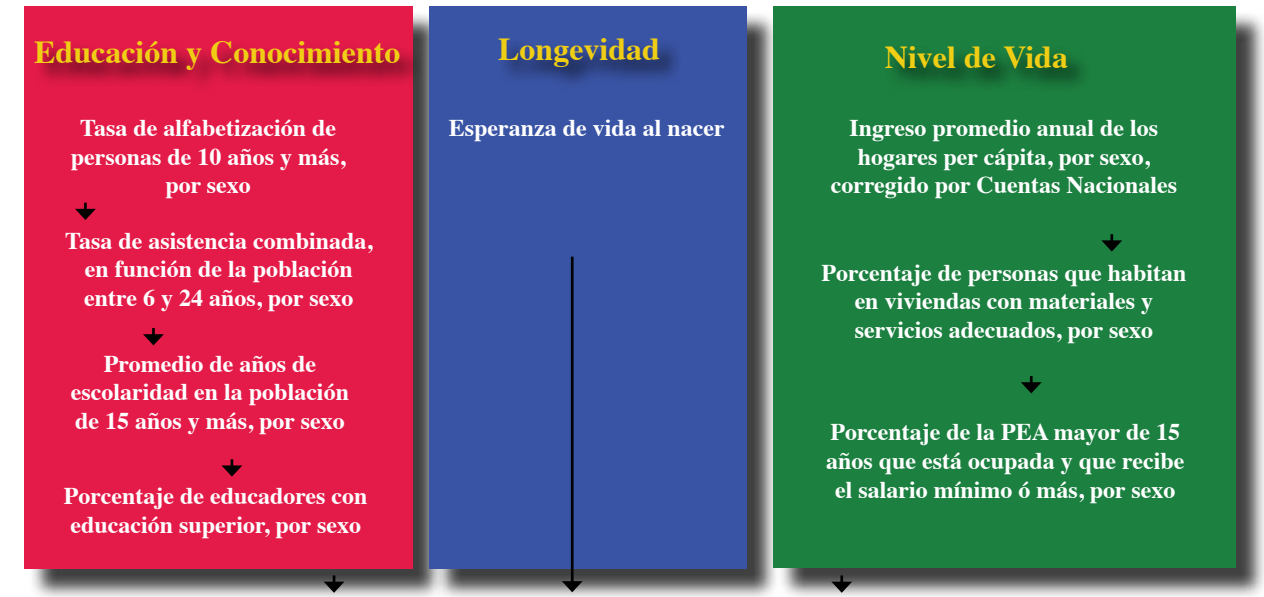 Educación y Conocimiento
Tasa de alfabetización de
personas de 10 años y más,
por sexo
Tasa de asistencia combinada,
en función de la población
entre 6 y 24 años, por sexo
Promedio de años de
escolaridad en la población
de 15 años y más, por sexo
Porcentaje de educadores con
educación superior, por sexo
Longevidad
Esperanza de vida al nacer
Nivel de Vida
Ingreso promedio anual de los
hogares per cápita, por sexo,
corregido por Cuentas Nacionales
Porcentaje de personas que habitan
en viviendas con materiales y
servicios adecuados, por sexo
Porcentaje de la PEA mayor de 15
años que está ocupada y que recibe
el salario mínimo ó más, por sexo